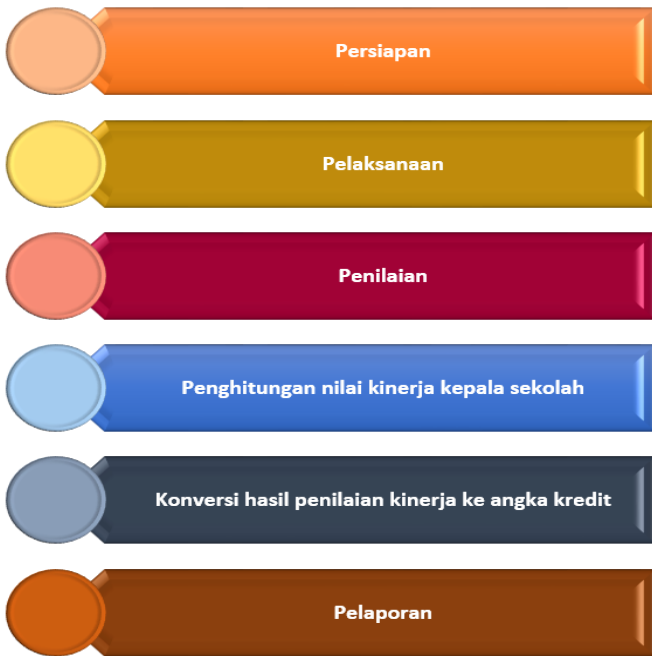 Persiapan
Pelaksanaan
Penilaian
Penghitungan nilai kinerja kepala sekolah
Konversi hasil penilaian kinerja ke angka kredit
Pelaporan